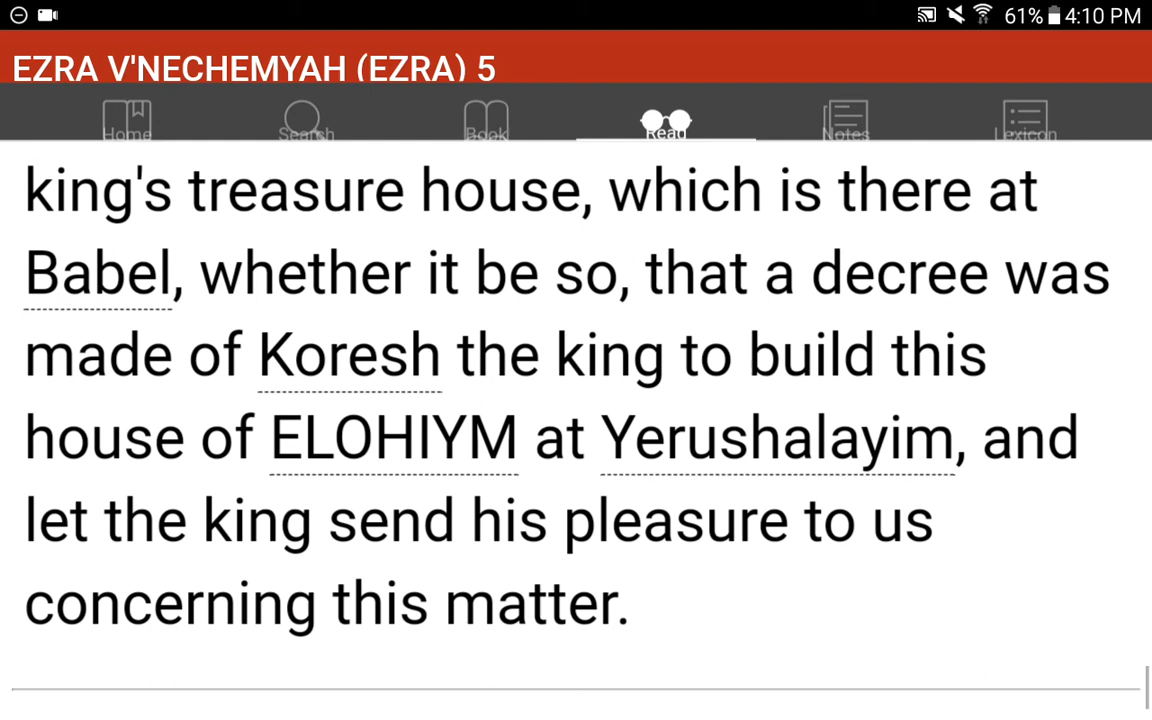 61% 4:10 PM
EZRA V'NECHEMYAH (EZRA) 5
Home Search Book Read Notes Lexicon
king's treasure house, which is there at
Babel, whether it be so, that a decree was
made of Koresh the king to build this
house of ELOHIYM at Yerushalayim, and
let the king send his pleasure to us
concerning this matter.